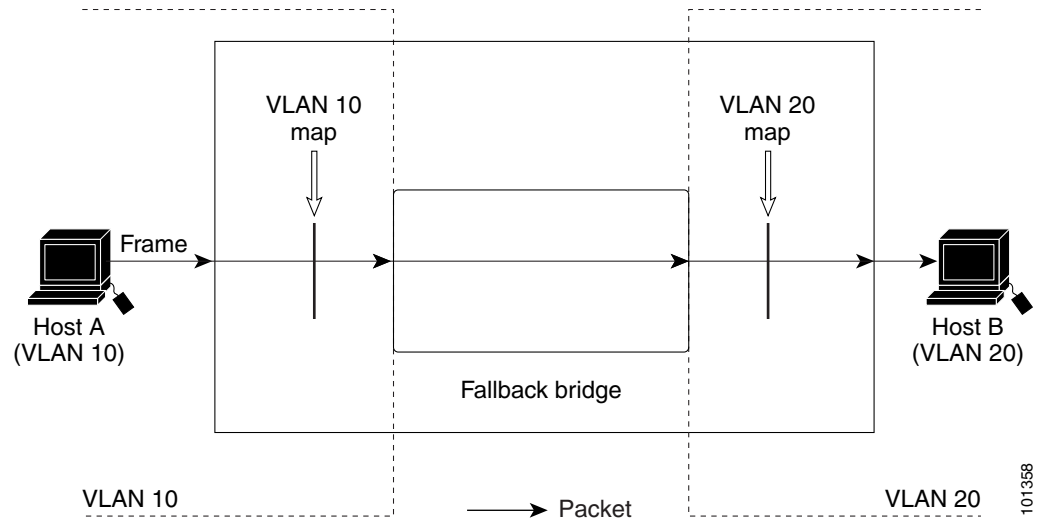 VLAN 10
map
VLAN 20
map
Frame
Host A
(VLAN 10)
Host B
(VLAN 20)
Fallback bridge
VLAN 10
Packet
VLAN 20
101358